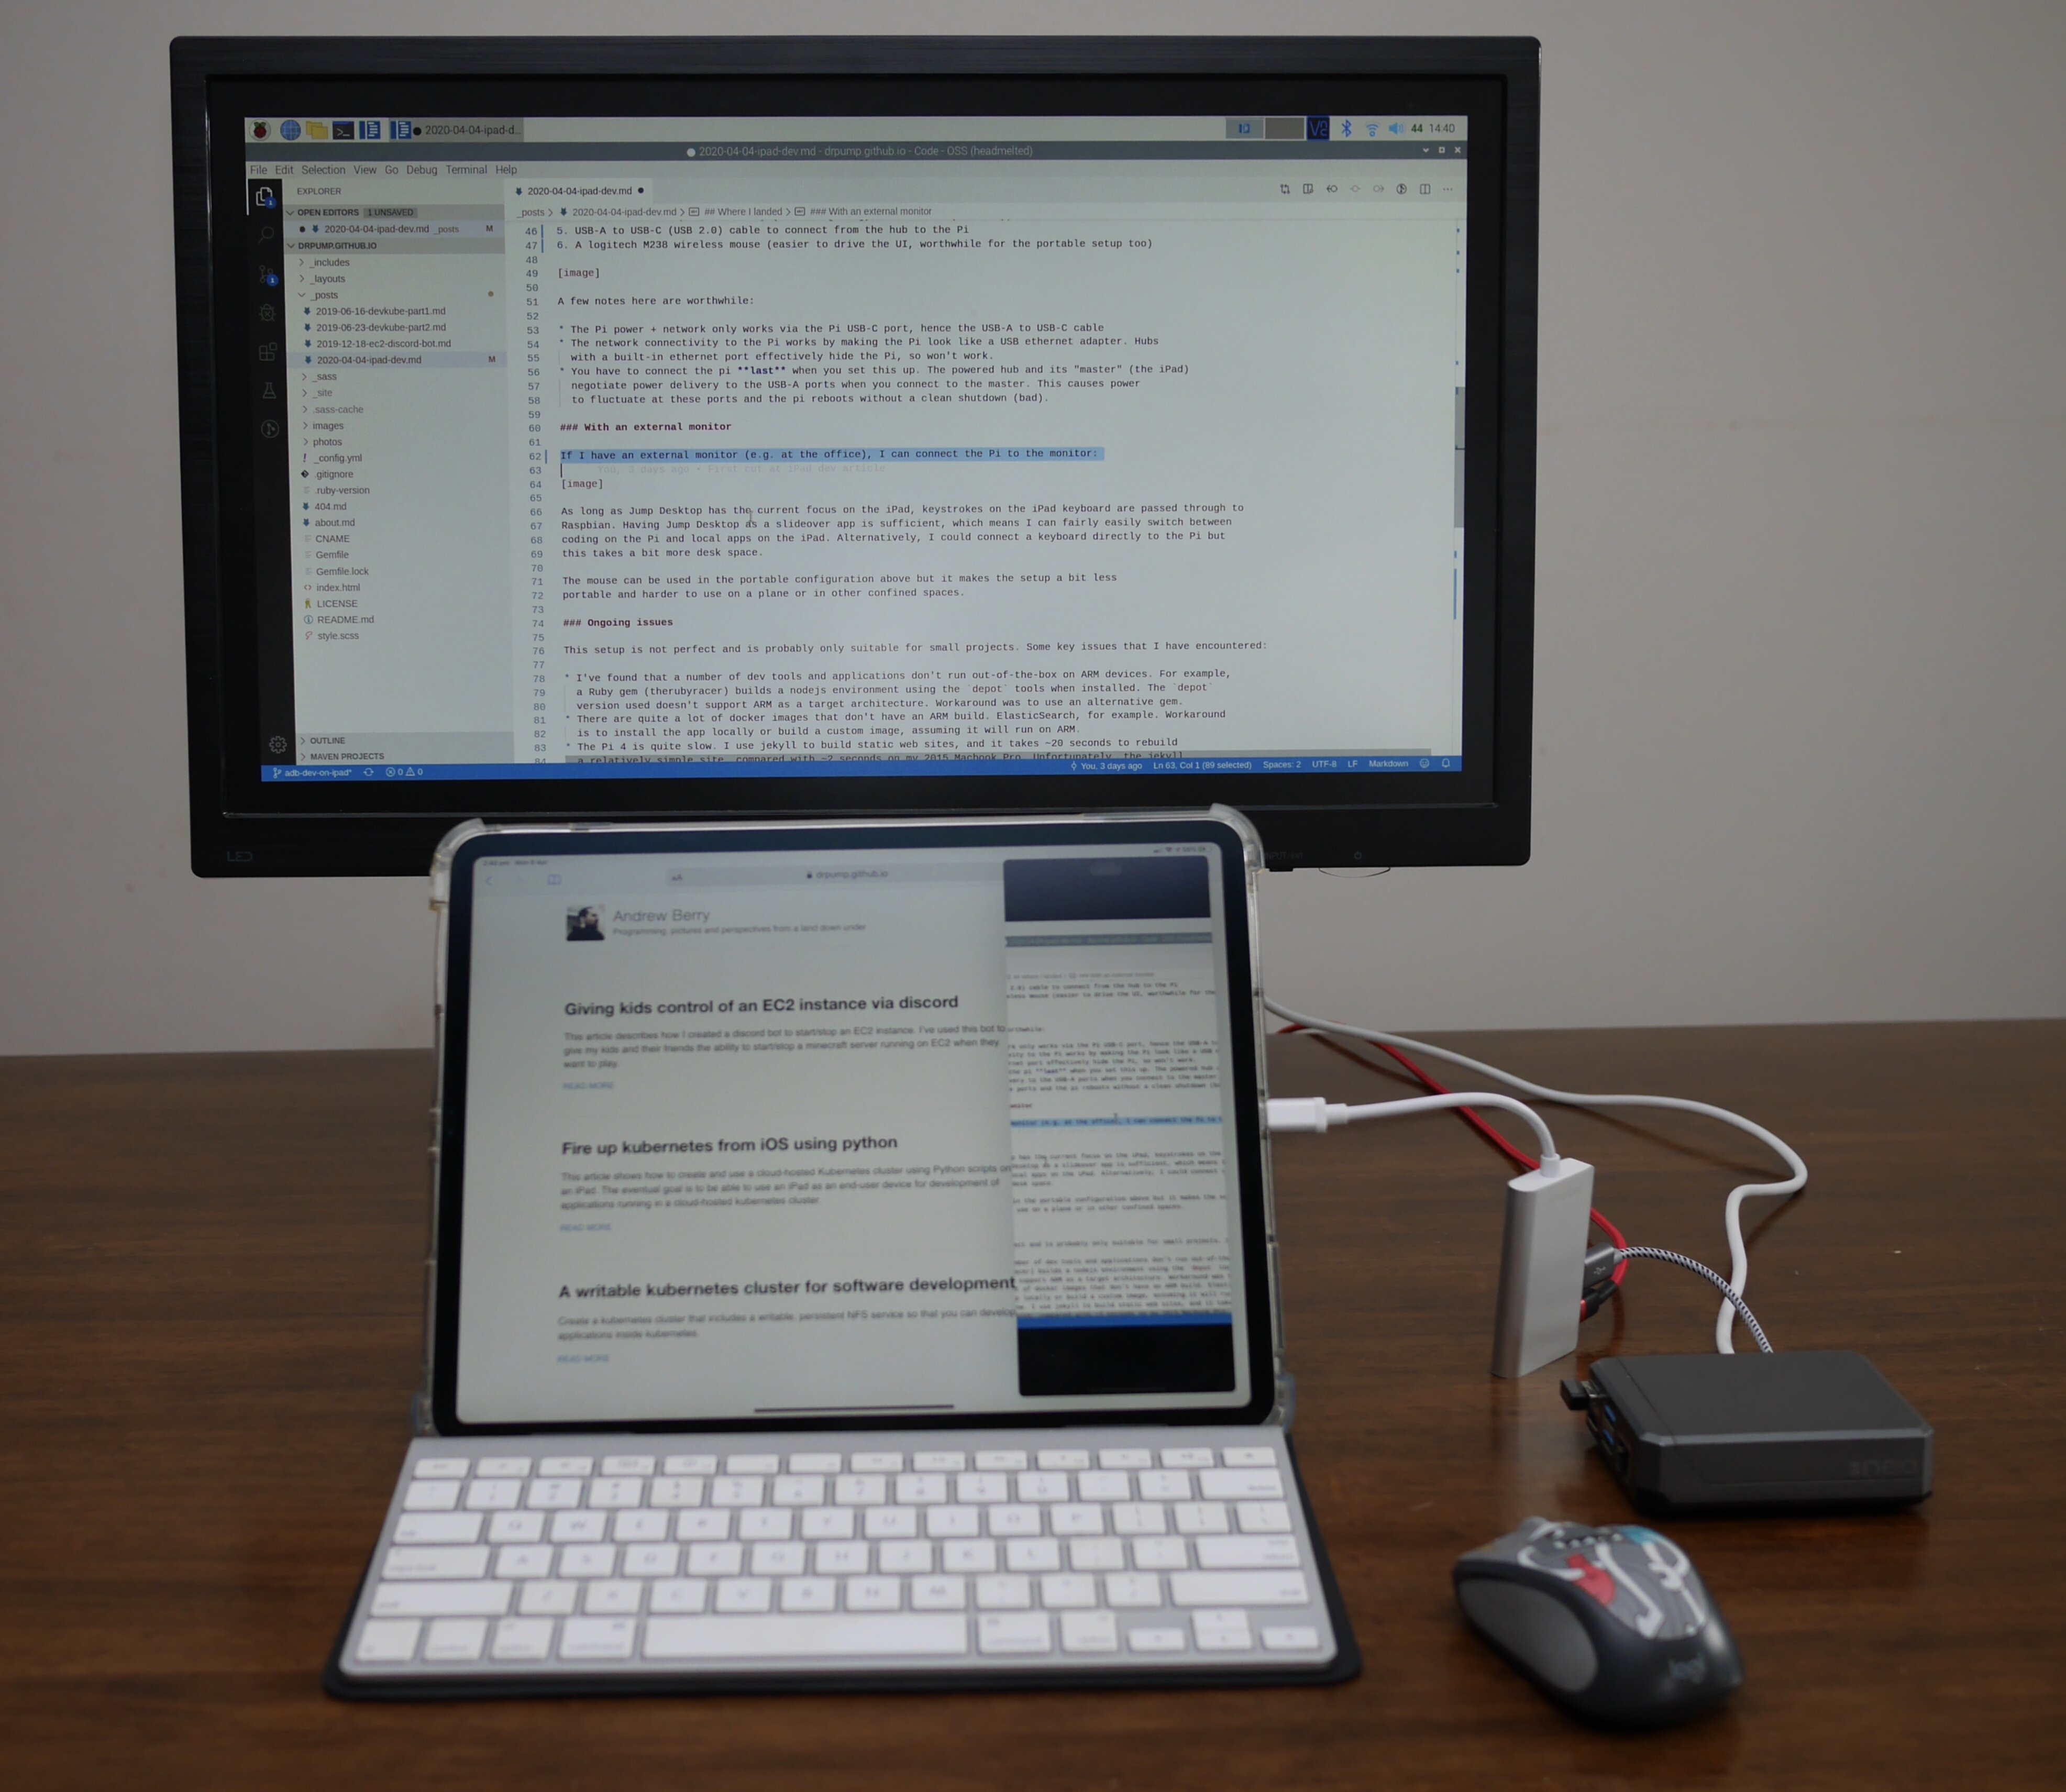 2020-04-04-ipad-d...
44 14:40
2020-04-04-ipad-dev.md - drpump.github.io - Code - OSS (headmelted)
File Edit Selection View Go Debug Terminal Help
EXPLORER
OPEN EDITORS 1 UNSAVED
2020-04-04-ipad-dev.md _posts M
DRPUMP.GITHUB.IO
_includes
_layouts
_posts
2019-06-16-devkube-part1.md
2019-06-23-devkube-part2.md
2019-12-18-ec2-discord-bot.md
2020-04-04-ipad-dev.md M
_sass
_site
.sass-cache
images
photos
_config.yml
.gitignore
.ruby-version
404.md
about.md
CNAME
Gemfile
Gemfile.lock
index.html
LICENSE
README.md
style.scss
OUTLINE
MAVEN PROJECTS
2020-04-04-ipad-dev.md
_posts > 2020-04-04-ipad-dev.md > ## Where I landed > ### With an external monitor
46 5. USB-A to USB-C (USB 2.0) cable to connect from the hub to the Pi
47 6. A logitech M238 wireless mouse (easier to drive the UI, worthwhile for the portable setup too)
48
49 [image]
50
51 A few notes here are worthwhile:
52
53 * The Pi power + network only works via the Pi USB-C port, hence the USB-A to USB-C cable
54 * The network connectivity to the Pi works by making the Pi look like a USB ethernet adapter. Hubs
55 with a built-in ethernet port effectively hide the Pi, so won't work.
56 * You have to connect the pi **last** when you set this up. The powered hub and its "master" (the iPad)
57 negotiate power delivery to the USB-A ports when you connect to the master. This causes power
58 to fluctuate at these ports and the pi reboots without a clean shutdown (bad).
59
60 ### With an external monitor
61
62 If I have an external monitor (e.g. at the office), I can connect the Pi to the monitor:
63 You, 3 days ago • First cut at iPad dev article
64 [image]
65
66 As long as Jump Desktop has the current focus on the iPad, keystrokes on the iPad keyboard are passed through to
67 Raspbian. Having Jump Desktop as a slideover app is sufficient, which means I can fairly easily switch between
68 coding on the Pi and local apps on the iPad. Alternatively, I could connect a keyboard directly to the Pi but
69 this takes a bit more desk space.
70
71 The mouse can be used in the portable configuration above but it makes the setup a bit less
72 portable and harder to use on a plane or in other confined spaces.
73
74 ### Ongoing issues
75
76 This setup is not perfect and is probably only suitable for small projects. Some key issues that I have encountered:
77
78 * I've found that a number of dev tools and applications don't run out-of-the-box on ARM devices. For example,
79 a Ruby gem (therubyracer) builds a nodejs environment using the `depot` tools when installed. The `depot`
80 version used doesn't support ARM as a target architecture. Workaround was to use an alternative gem.
81 * There are quite a lot of docker images that don't have an ARM build. ElasticSearch, for example. Workaround
82 is to install the app locally or build a custom image, assuming it will run on ARM.
83 * The Pi 4 is quite slow. I use jekyll to build static web sites, and it takes ~20 seconds to rebuild
84 a relatively simple site, compared with ~2 seconds on my 2015 Macbook Pro. Unfortunately, the jekyll
adb-dev-on-ipad* 0 0
You, 3 days ago Ln 63, Col 1 (89 selected) Spaces: 2 UTF-8 LF Markdown
LED
drpump.github.io
Andrew Berry
Programming, pictures and perspectives from a land down under
Giving kids control of an EC2 instance via discord
This article describes how I created a discord bot to start/stop an EC2 instance. I've used this bot to
give my kids and their friends the ability to start/stop a minecraft server running on EC2 when they
want to play.
READ MORE
Fire up kubernetes from iOS using python
This article shows how to create and use a cloud-hosted Kubernetes cluster using Python scripts on
an iPad. The eventual goal is to be able to use an iPad as an end-user device for development of
applications running in a cloud-hosted kubernetes cluster.
READ MORE
A writable kubernetes cluster for software development
Create a kubernetes cluster that includes a writable, persistent NFS service so that you can develop
applications inside kubernetes.
READ MORE
logi